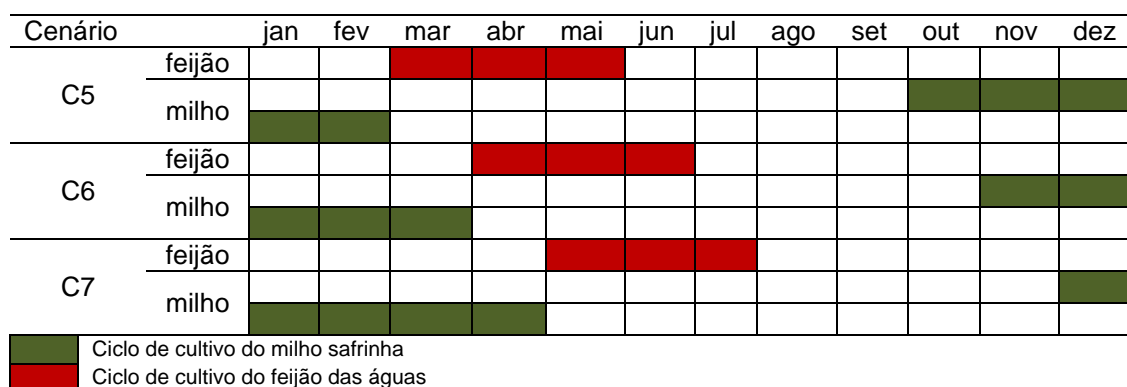 Cenário jan fev mar abr mai jun jul ago set out nov dez
feijão
C5
milho
feijão
C6
milho
feijão
C7
milho
Ciclo de cultivo do milho safrinha
Ciclo de cultivo do feijão das águas